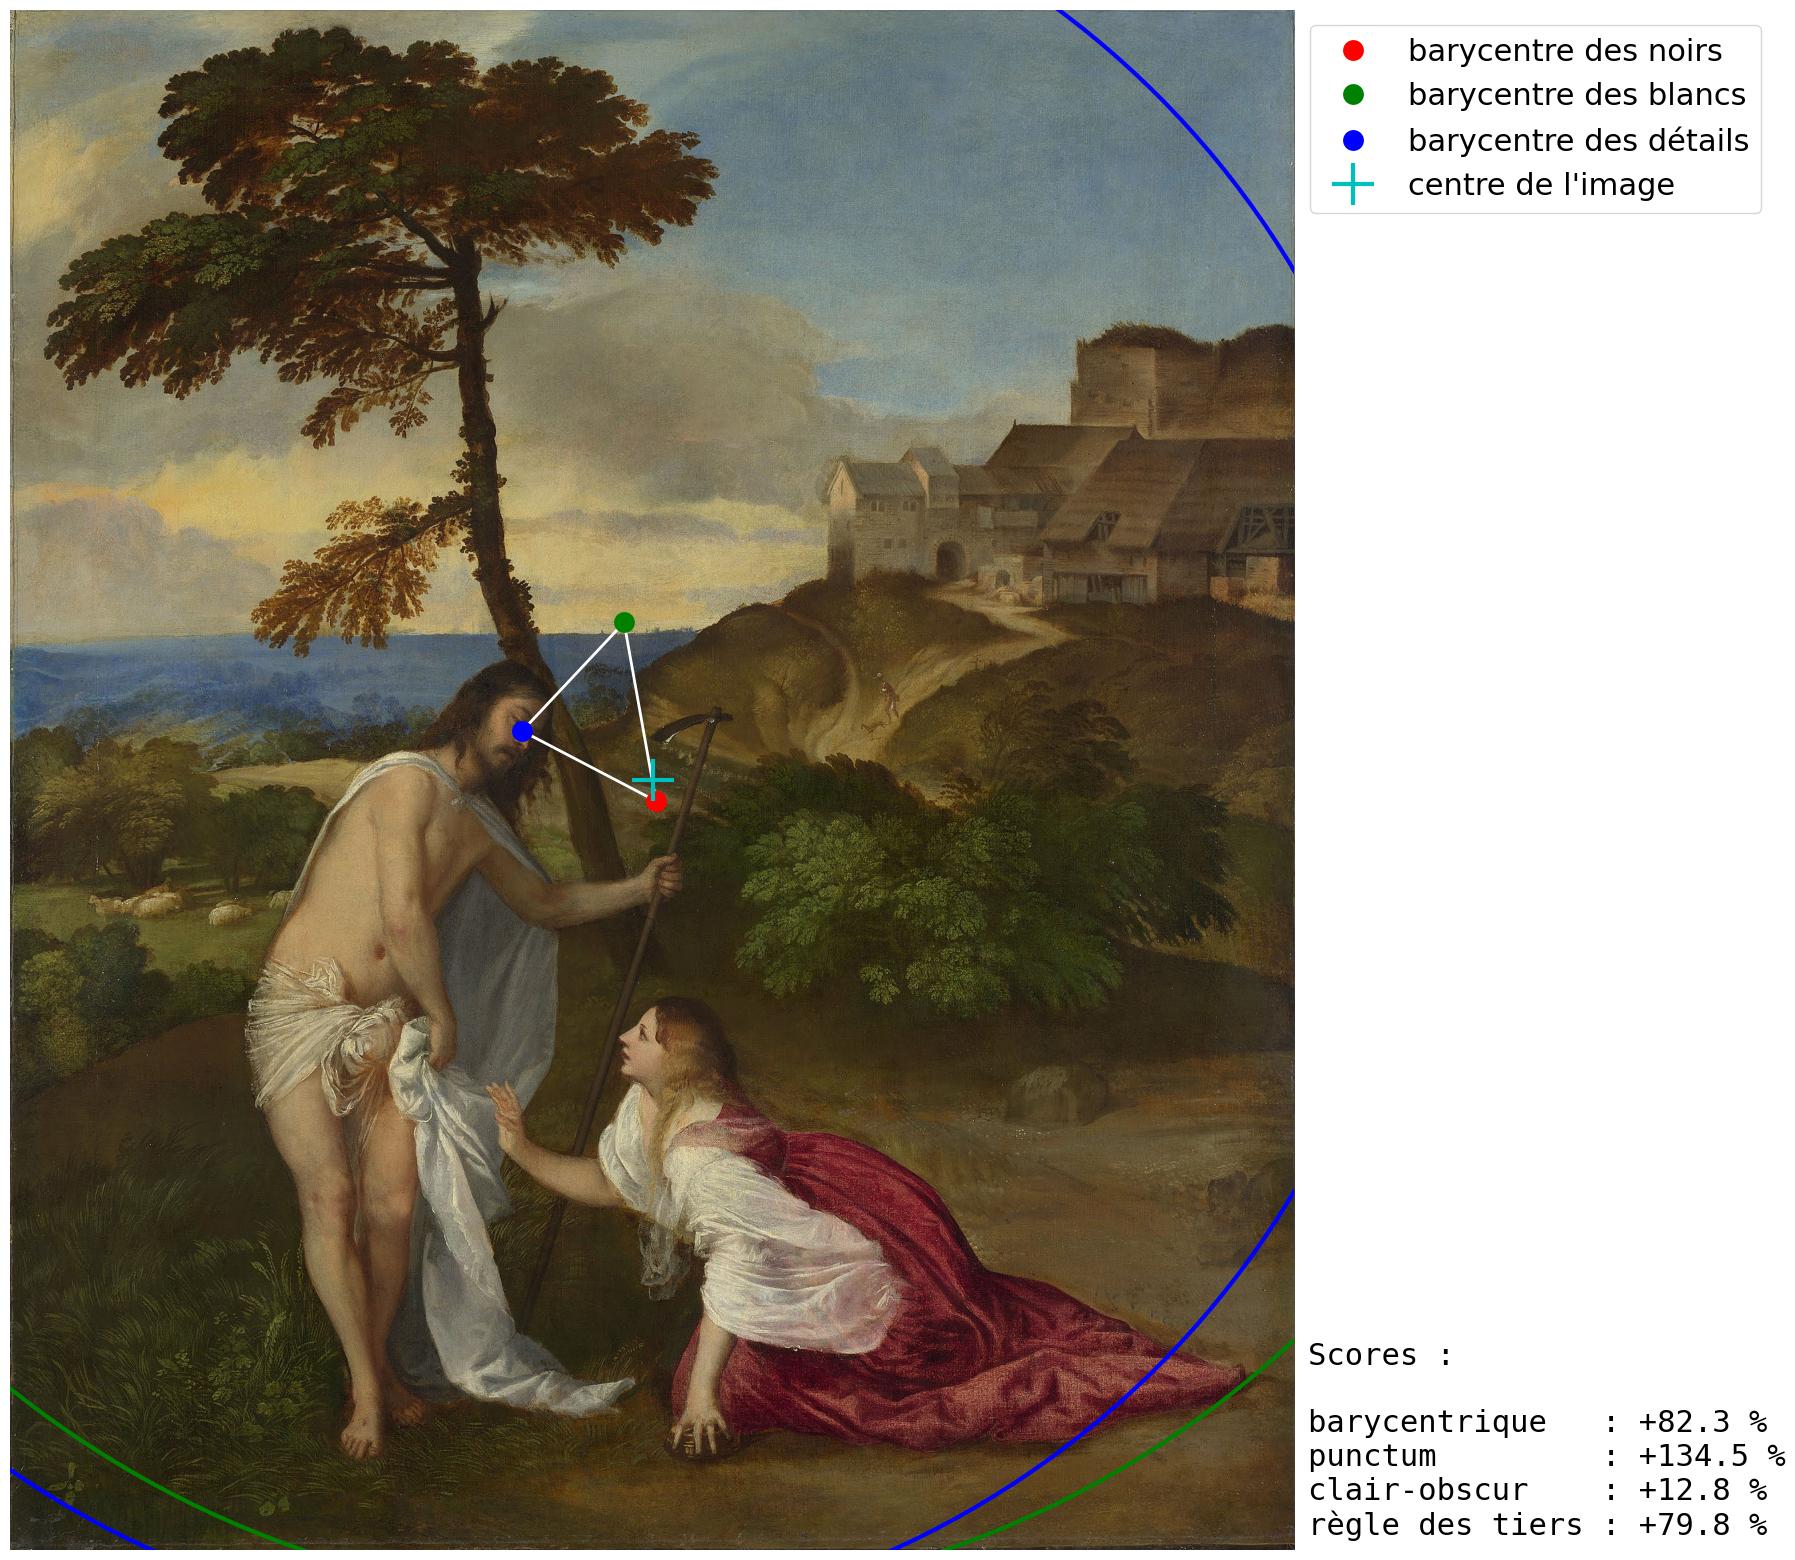 barycentre des noirs
barycentre des blancs
barycentre des détails
centre de l'image
Scores :
barycentrique : +82.3 %
punctum : +134.5 %
clair-obscur : +12.8 %
règle des tiers : +79.8 %